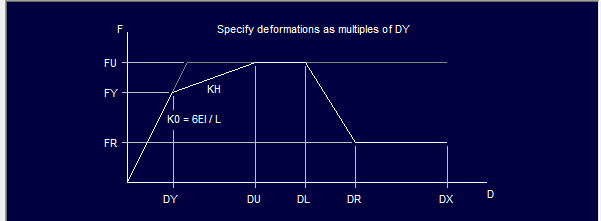 F
Specify deformations as multiples of DY
FU
FY
KH
K0 = 6EI / L
FR
DY
DU
DL
DR
DX
D